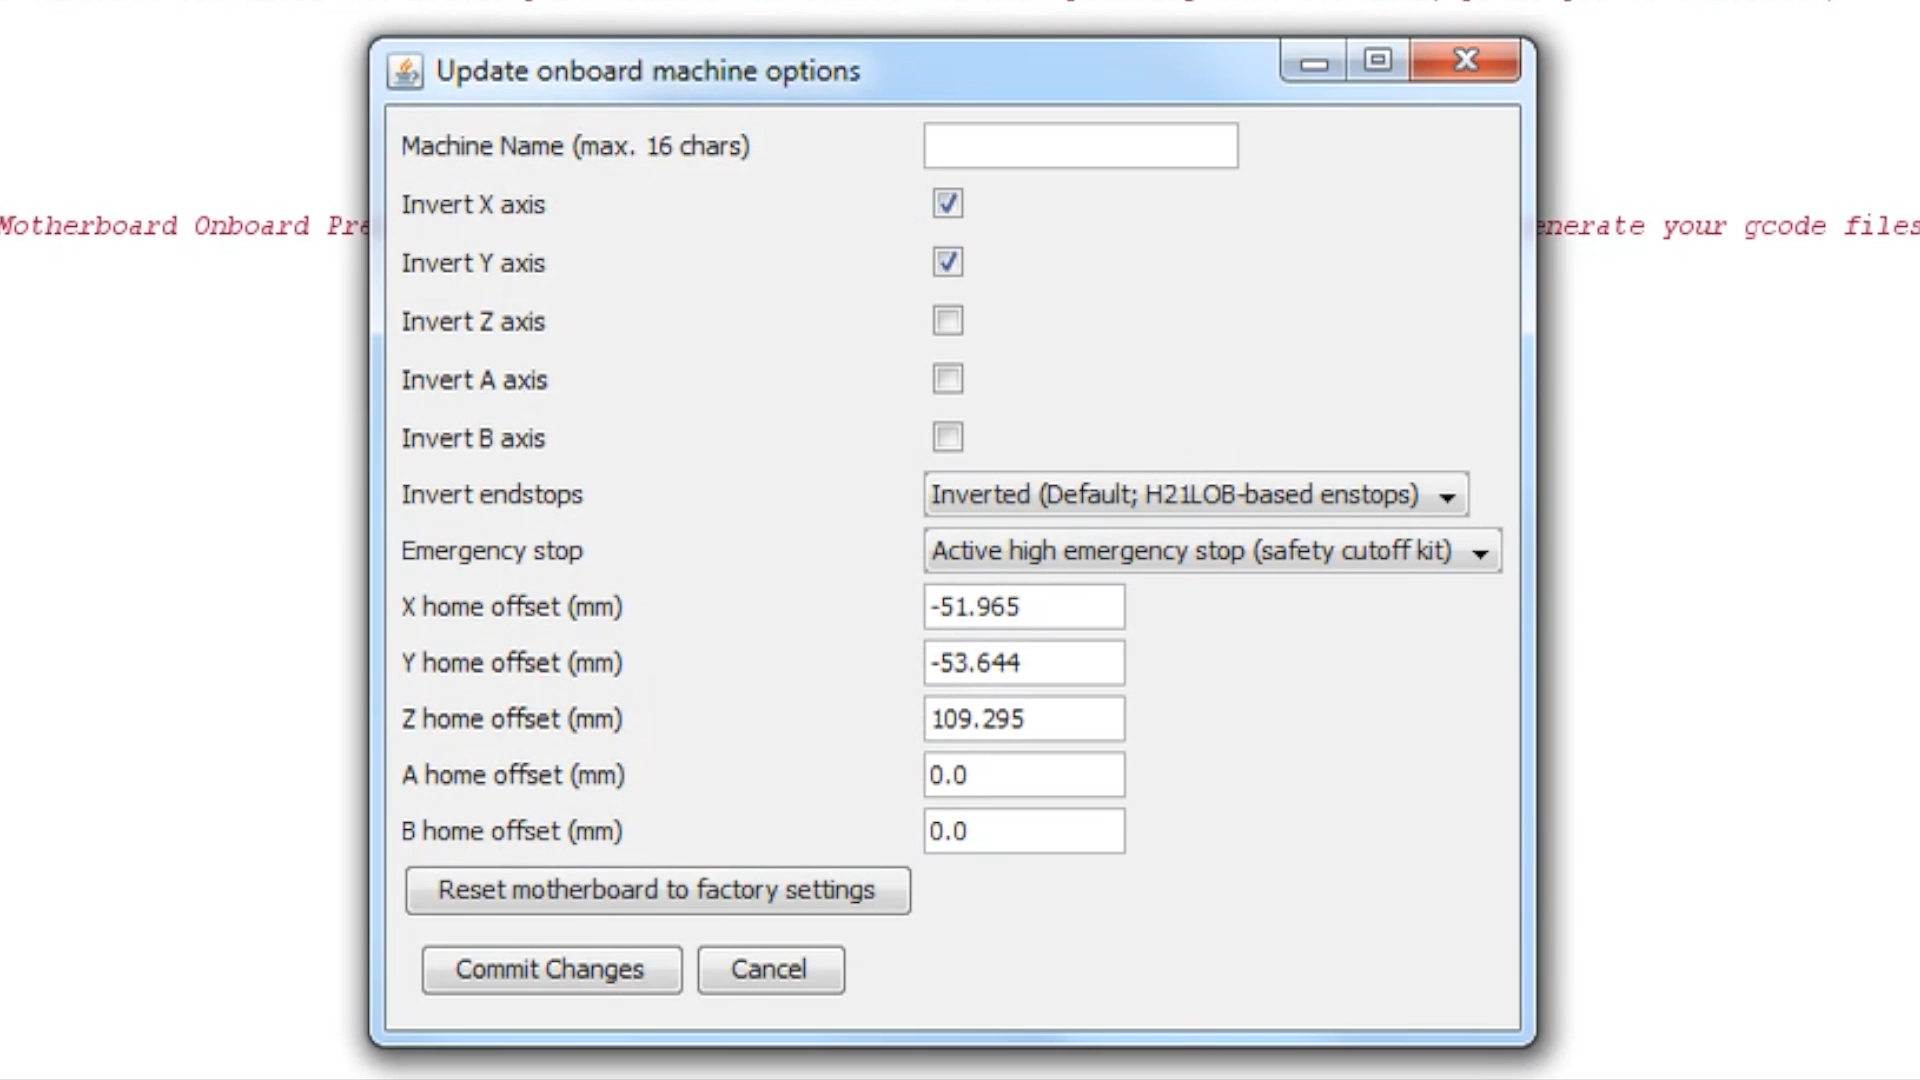 Update onboard machine options
Machine Name (max. 16 chars)
Invert X axis
Motherboard Onboard Pre
enerate your gcode files
Invert Y axis
Invert Z axis
Invert A axis
Invert B axis
Invert endstops Inverted (Default; H21LOB-based enstops)
Emergency stop Active high emergency stop (safety cutoff kit)
X home offset (mm) -51.965
Y home offset (mm) -53.644
Z home offset (mm) 109.295
A home offset (mm) 0.0
B home offset (mm) 0.0
Reset motherboard to factory settings
Commit Changes Cancel